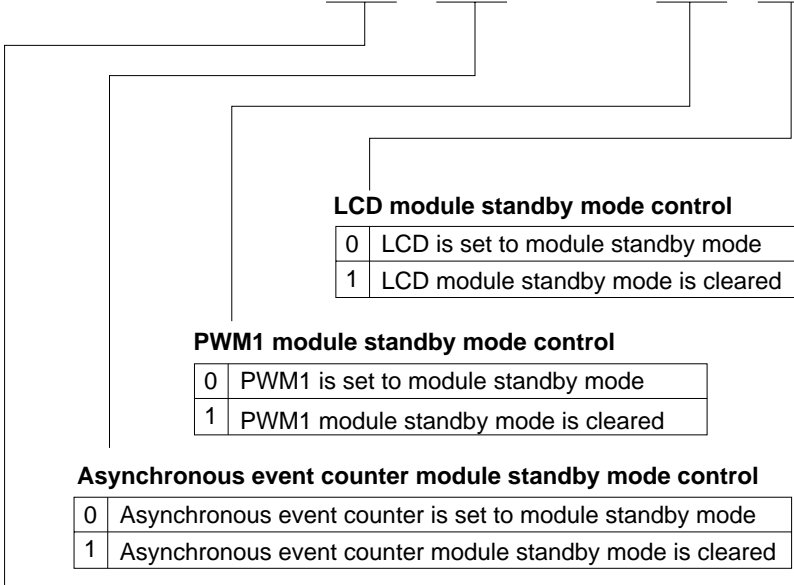 LCD module standby mode control
0 LCD is set to module standby mode
1 LCD module standby mode is cleared
PWM1 module standby mode control
0 PWM1 is set to module standby mode
1 PWM1 module standby mode is cleared
Asynchronous event counter module standby mode control
0 Asynchronous event counter is set to module standby mode
1 Asynchronous event counter module standby mode is cleared